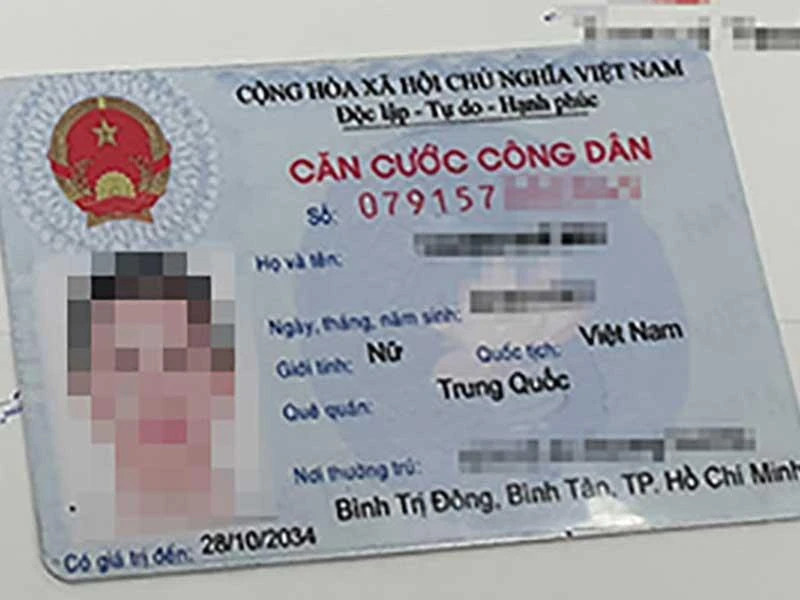 CỘNG HÒA XÃ HỘI CHỦ NGHĨA VIỆT NAM
Độc lập - Tự do - Hạnh phúc
CĂN CƯỚC CÔNG DÂN
Số: 079157
Họ và tên:
Ngày, tháng, năm sinh:
Giới tính: Nữ Quốc tịch: Việt Nam
Quê quán: Trung Quốc
Nơi thường trú:
Bình Trị Đông, Bình Tân, TP. Hồ Chí Minh
Có giá trị đến: 28/10/2034